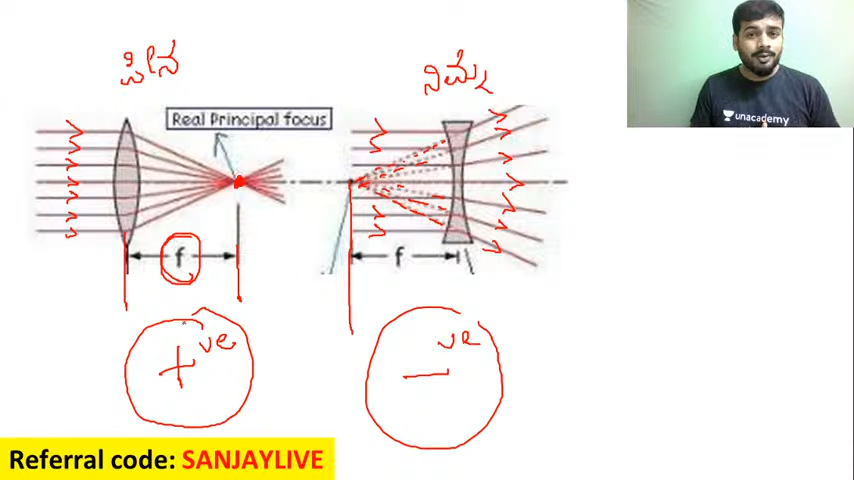 ಪೀನ
ನಿಮ್ನ
Real Principal focus
f
f
+ve
-ve
unacademy
Referral code: SANJAYLIVE